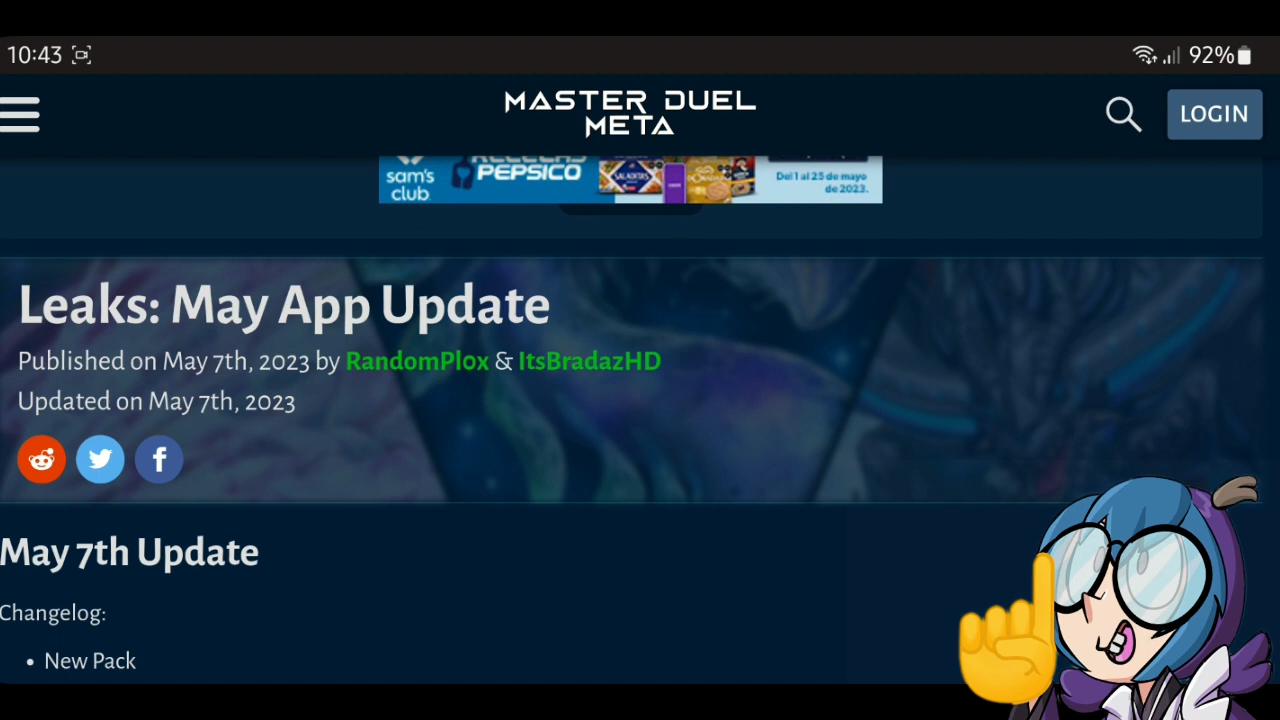 10:43
92%
MASTER DUEL
META
LOGIN
sam's
club
PEPSICO
SALADITAS
Del 1 al 25 de mayo
de 2023.
Leaks: May App Update
Published on May 7th, 2023 by RandomPlox & ItsBradazHD
Updated on May 7th, 2023
May 7th Update
Changelog:
• New Pack